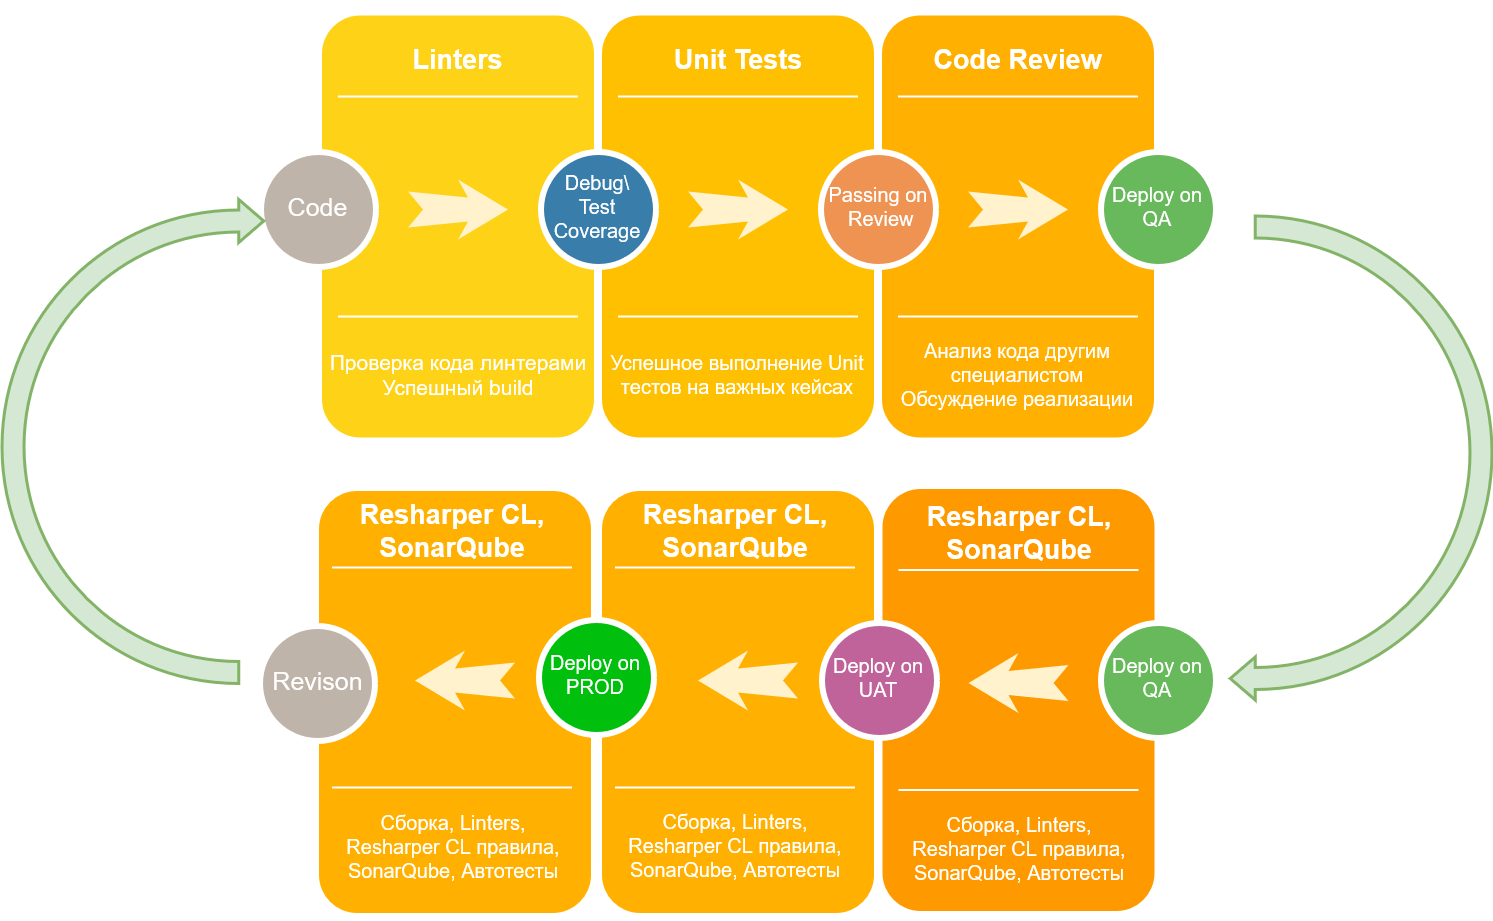 Linters
Unit Tests
Code Review
Code
Debug\
Test
Coverage
Passing on
Review
Deploy on
QA
Проверка кода линтерами
Успешный build
Успешное выполнение Unit
тестов на важных кейсах
Анализ кода другим
специалистом
Обсуждение реализации
Resharper CL,
SonarQube
Resharper CL,
SonarQube
Resharper CL,
SonarQube
Revison
Deploy on
PROD
Deploy on
UAT
Deploy on
QA
Сборка, Linters,
Resharper CL правила,
SonarQube, Автотесты
Сборка, Linters,
Resharper CL правила,
SonarQube, Автотесты
Сборка, Linters,
Resharper CL правила,
SonarQube, Автотесты